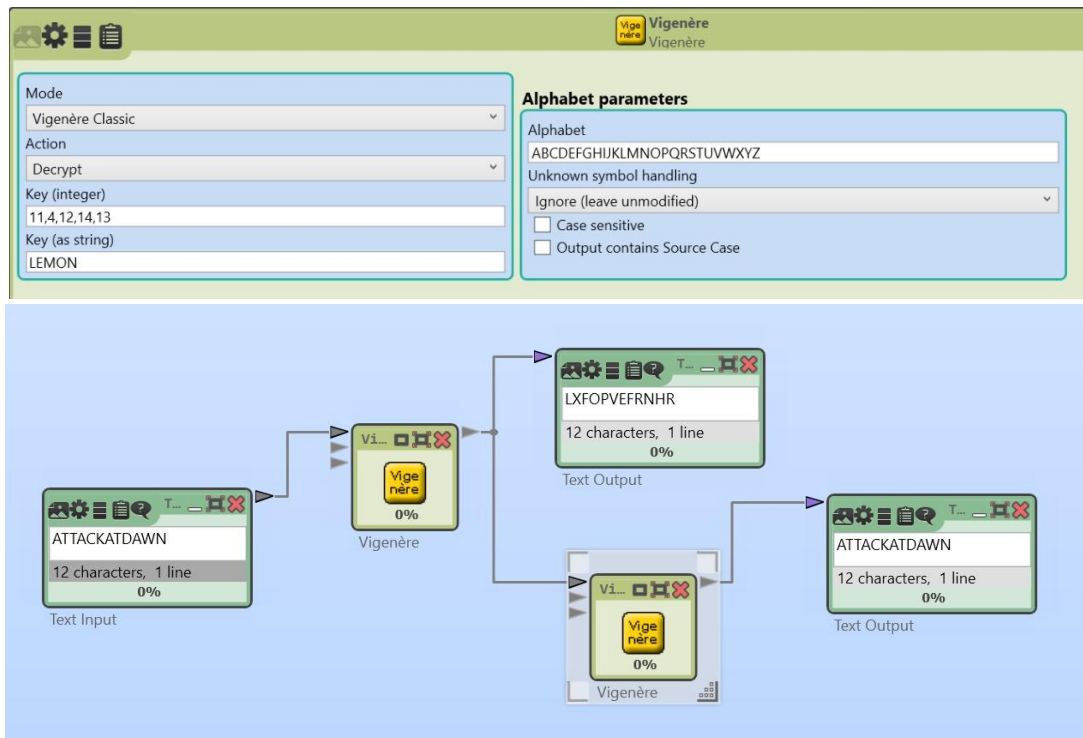 Vige
nère
Vigenère
Vigenère
Mode
Vigenère Classic
Action
Decrypt
Key (integer)
11,4,12,14,13
Key (as string)
LEMON
Alphabet parameters
Alphabet
ABCDEFGHIJKLMNOPQRSTUVWXYZ
Unknown symbol handling
Ignore (leave unmodified)
Case sensitive
Output contains Source Case
T...
LXFOPVEFRNHR
12 characters, 1 line
0%
Text Output
Vi...
Vige
nère
0%
Vigenère
T...
ATTACKATDAWN
12 characters, 1 line
0%
Text Input
T...
ATTACKATDAWN
12 characters, 1 line
0%
Text Output
Vi...
Vige
nère
0%
Vigenère